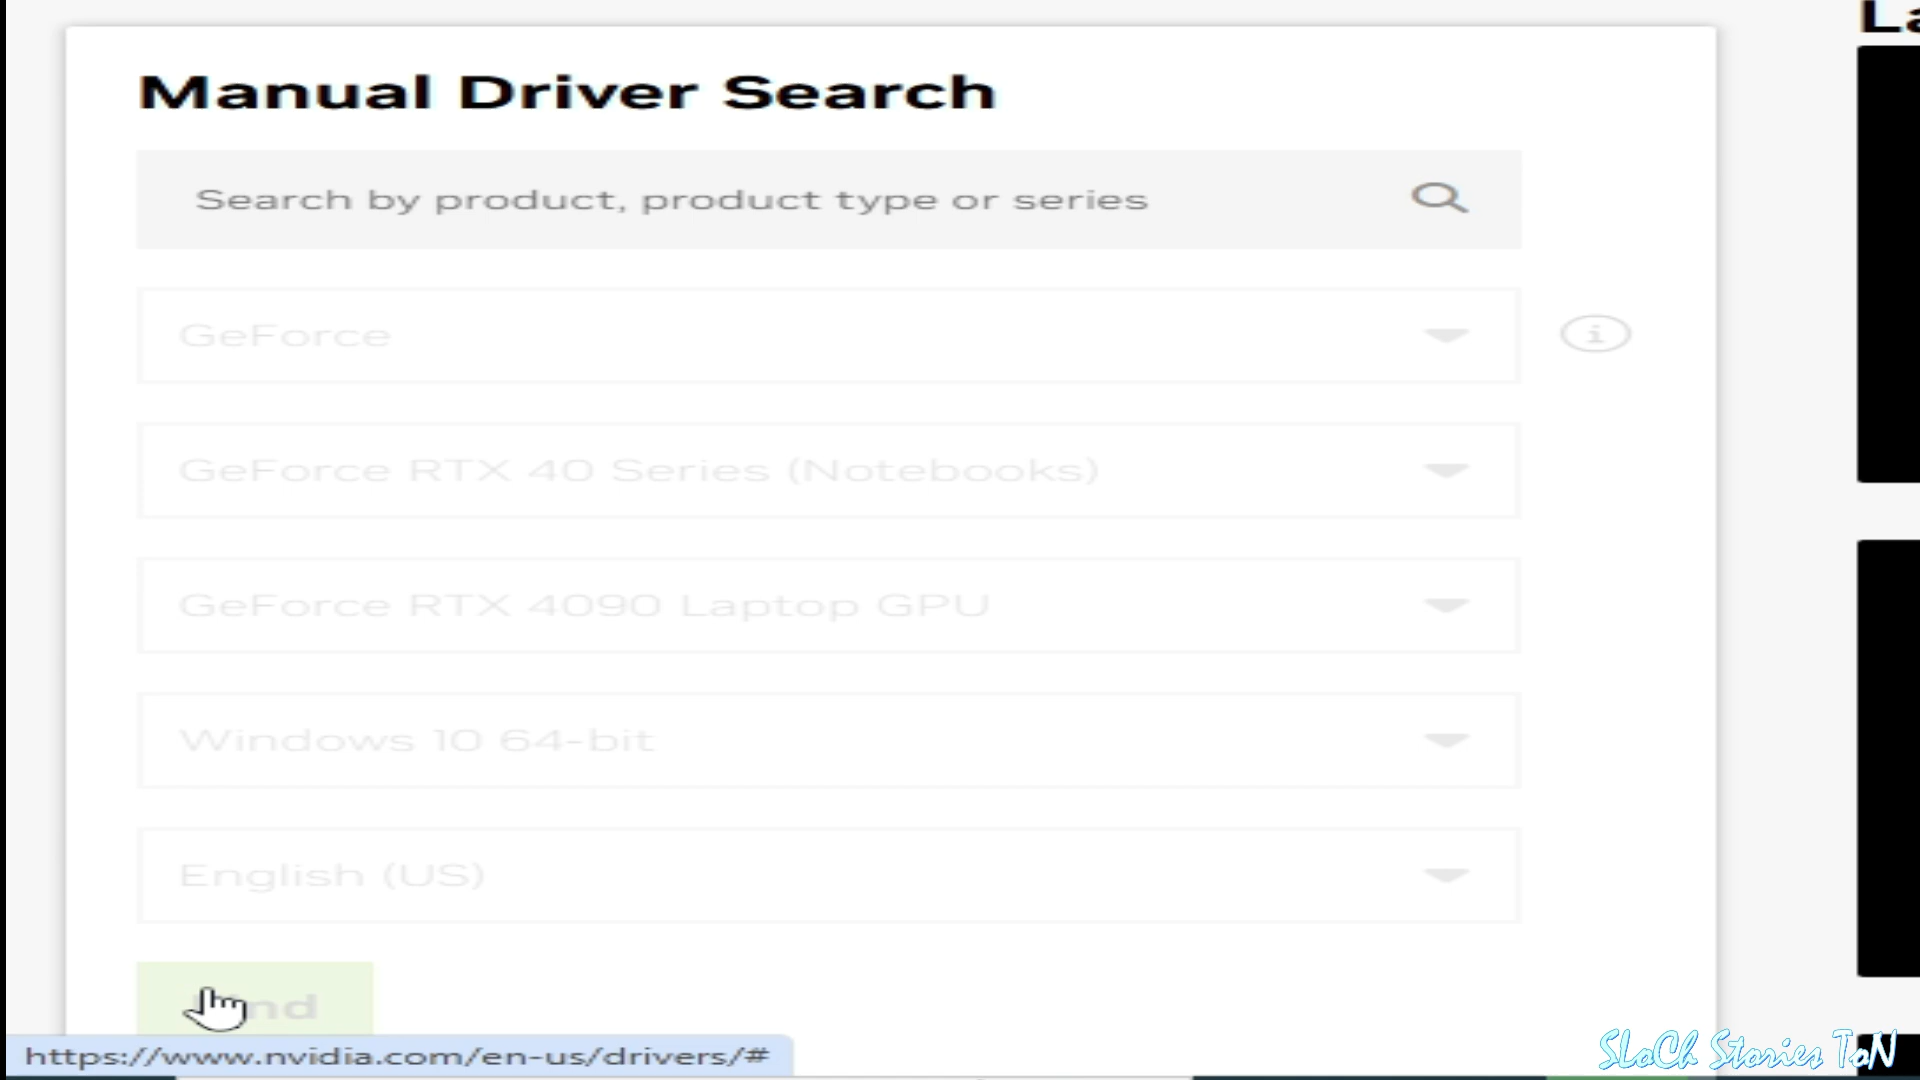 Manual Driver Search
Search by product, product type or series
GeForce
GeForce RTX 40 Series (Notebooks)
GeForce RTX 4090 Laptop GPU
Windows 10 64-bit
English (US)
https://www.nvidia.com/en-us/drivers/#
SLoCh Stories ToN